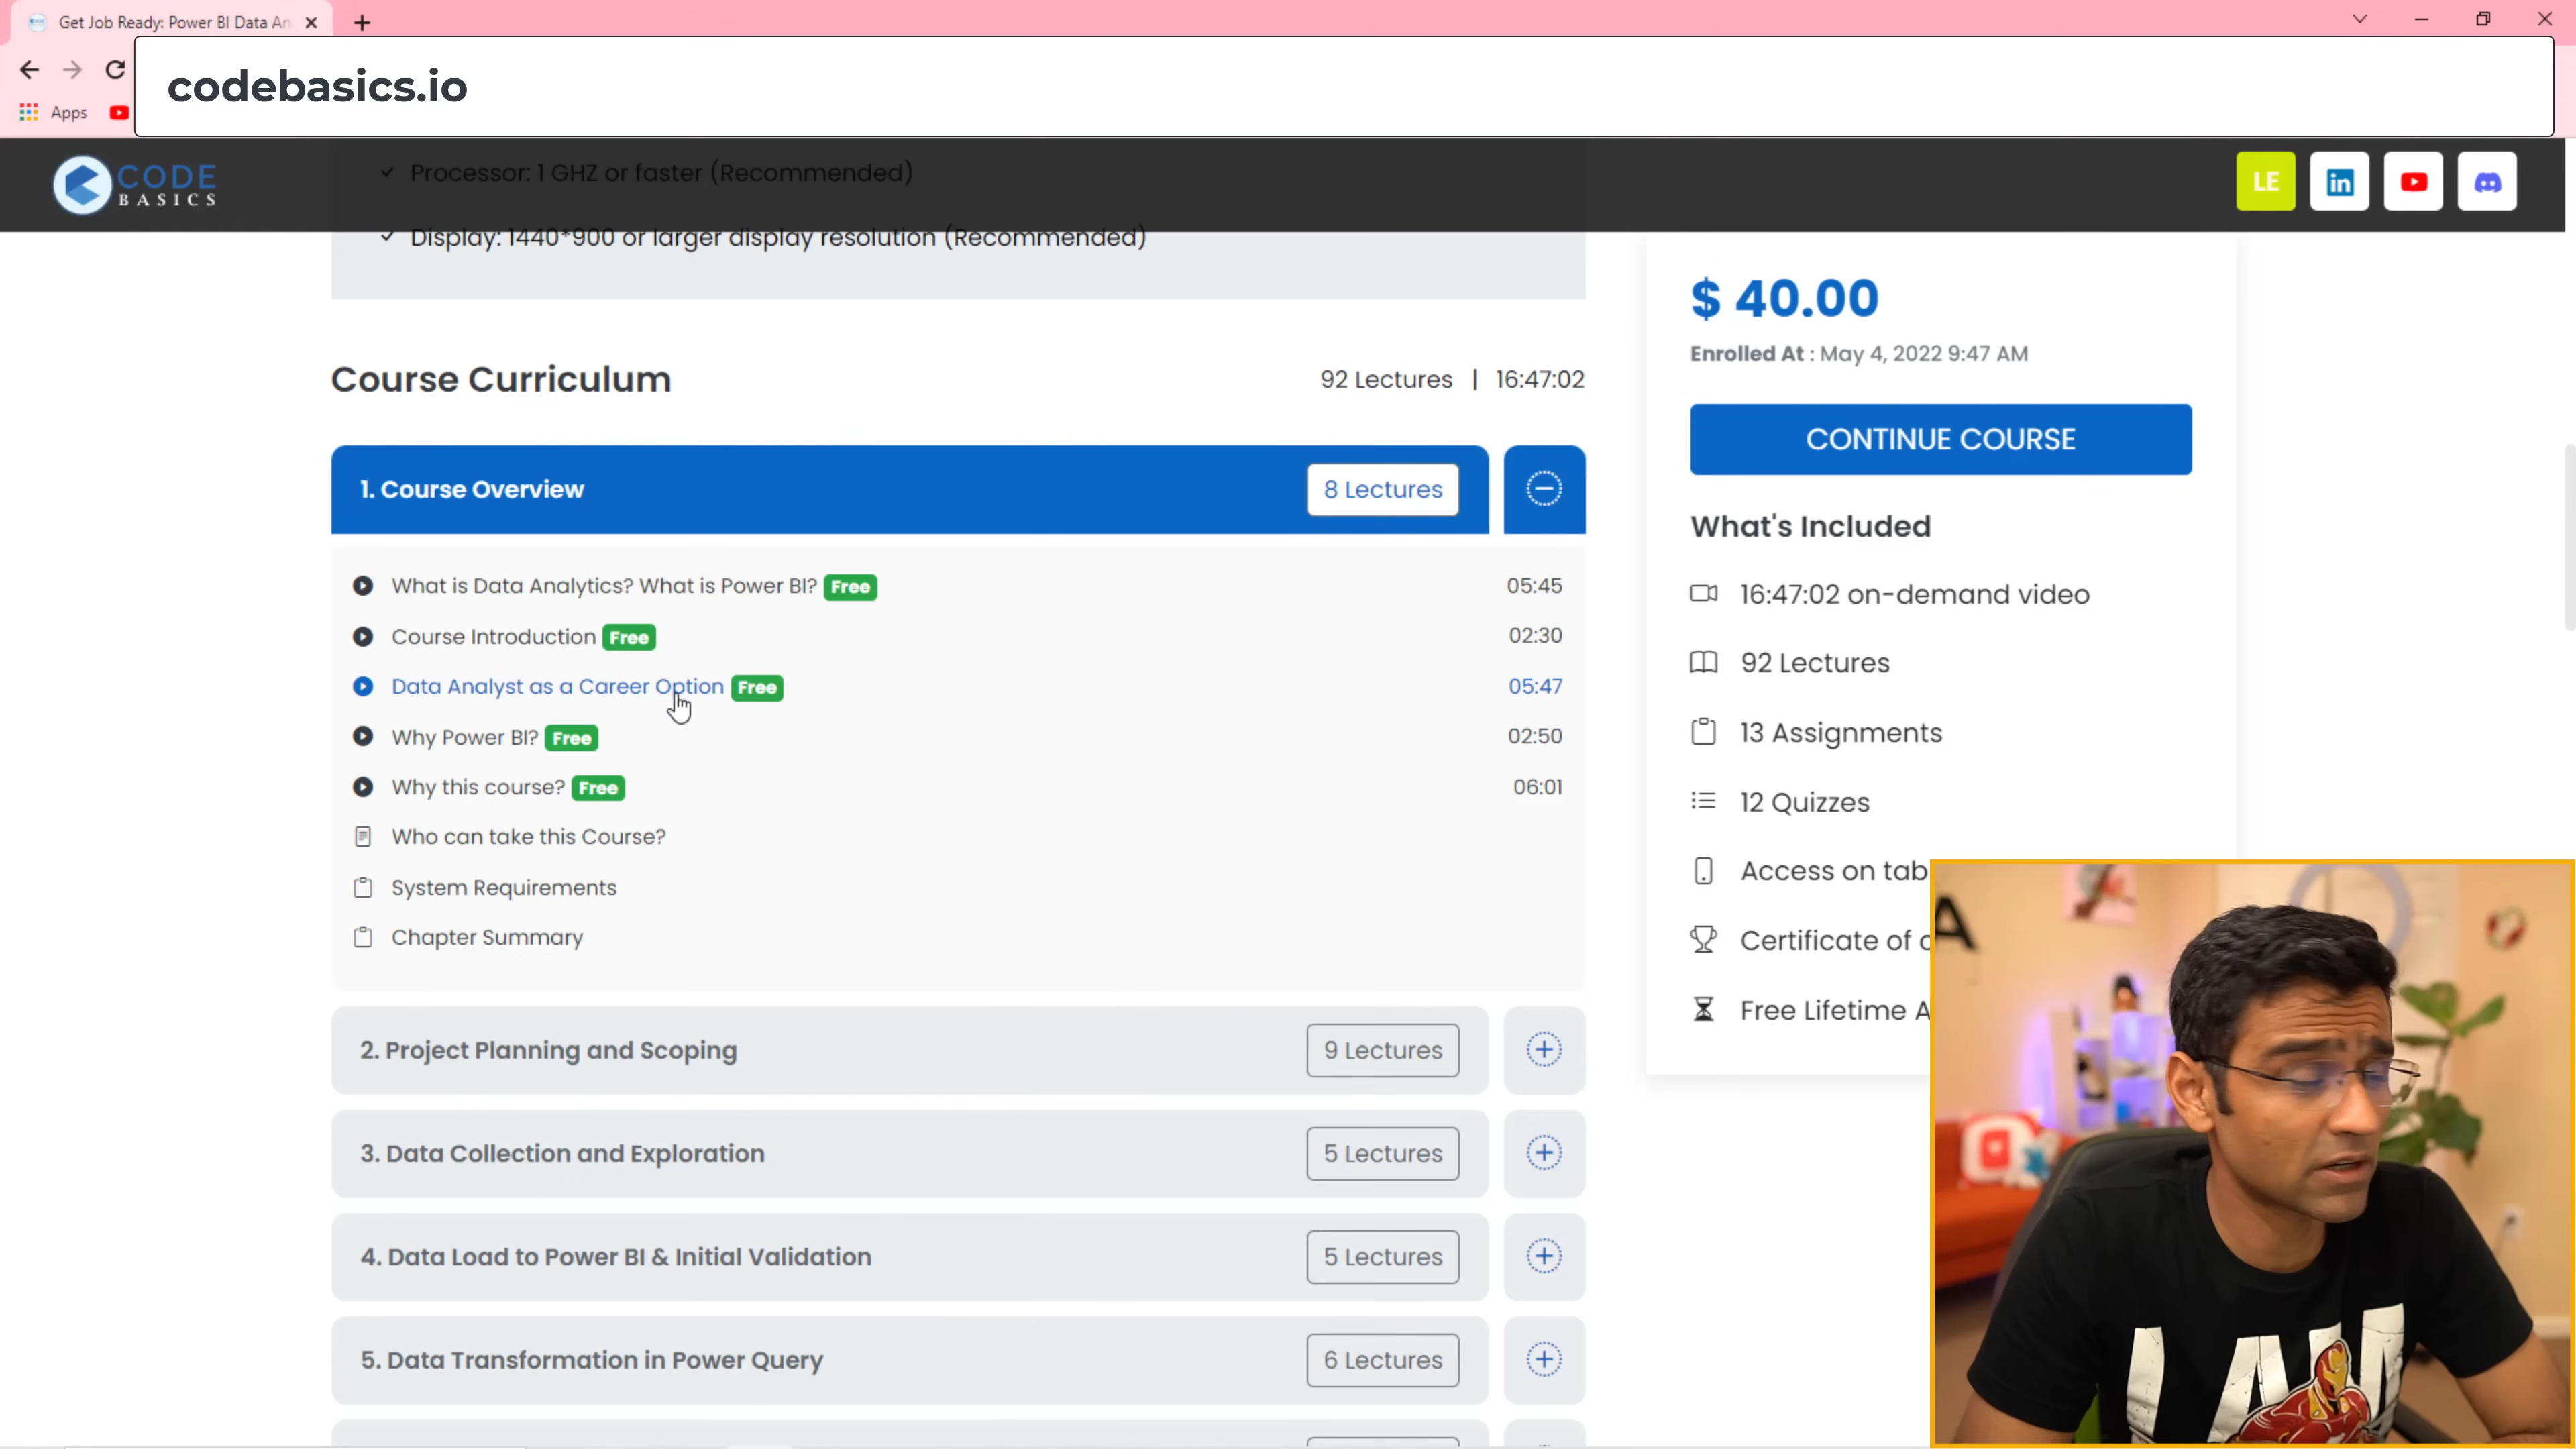 Get Job Ready: Power BI Data An
codebasics.io
Apps
CODE
BASICS
LE
Processor: 1 GHZ or faster (Recommended)
Display: 1440*900 or larger display resolution (Recommended)
Course Curriculum
92 Lectures | 16:47:02
1. Course Overview
8 Lectures
What is Data Analytics? What is Power BI? Free 05:45
Course Introduction Free 02:30
Data Analyst as a Career Option Free 05:47
Why Power BI? Free 02:50
Why this course? Free 06:01
Who can take this Course?
System Requirements
Chapter Summary
2. Project Planning and Scoping
9 Lectures
3. Data Collection and Exploration
5 Lectures
4. Data Load to Power BI & Initial Validation
5 Lectures
5. Data Transformation in Power Query
6 Lectures
$ 40.00
Enrolled At : May 4, 2022 9:47 AM
CONTINUE COURSE
What's Included
16:47:02 on-demand video
92 Lectures
13 Assignments
12 Quizzes
Access on tab
Certificate of c
Free Lifetime A